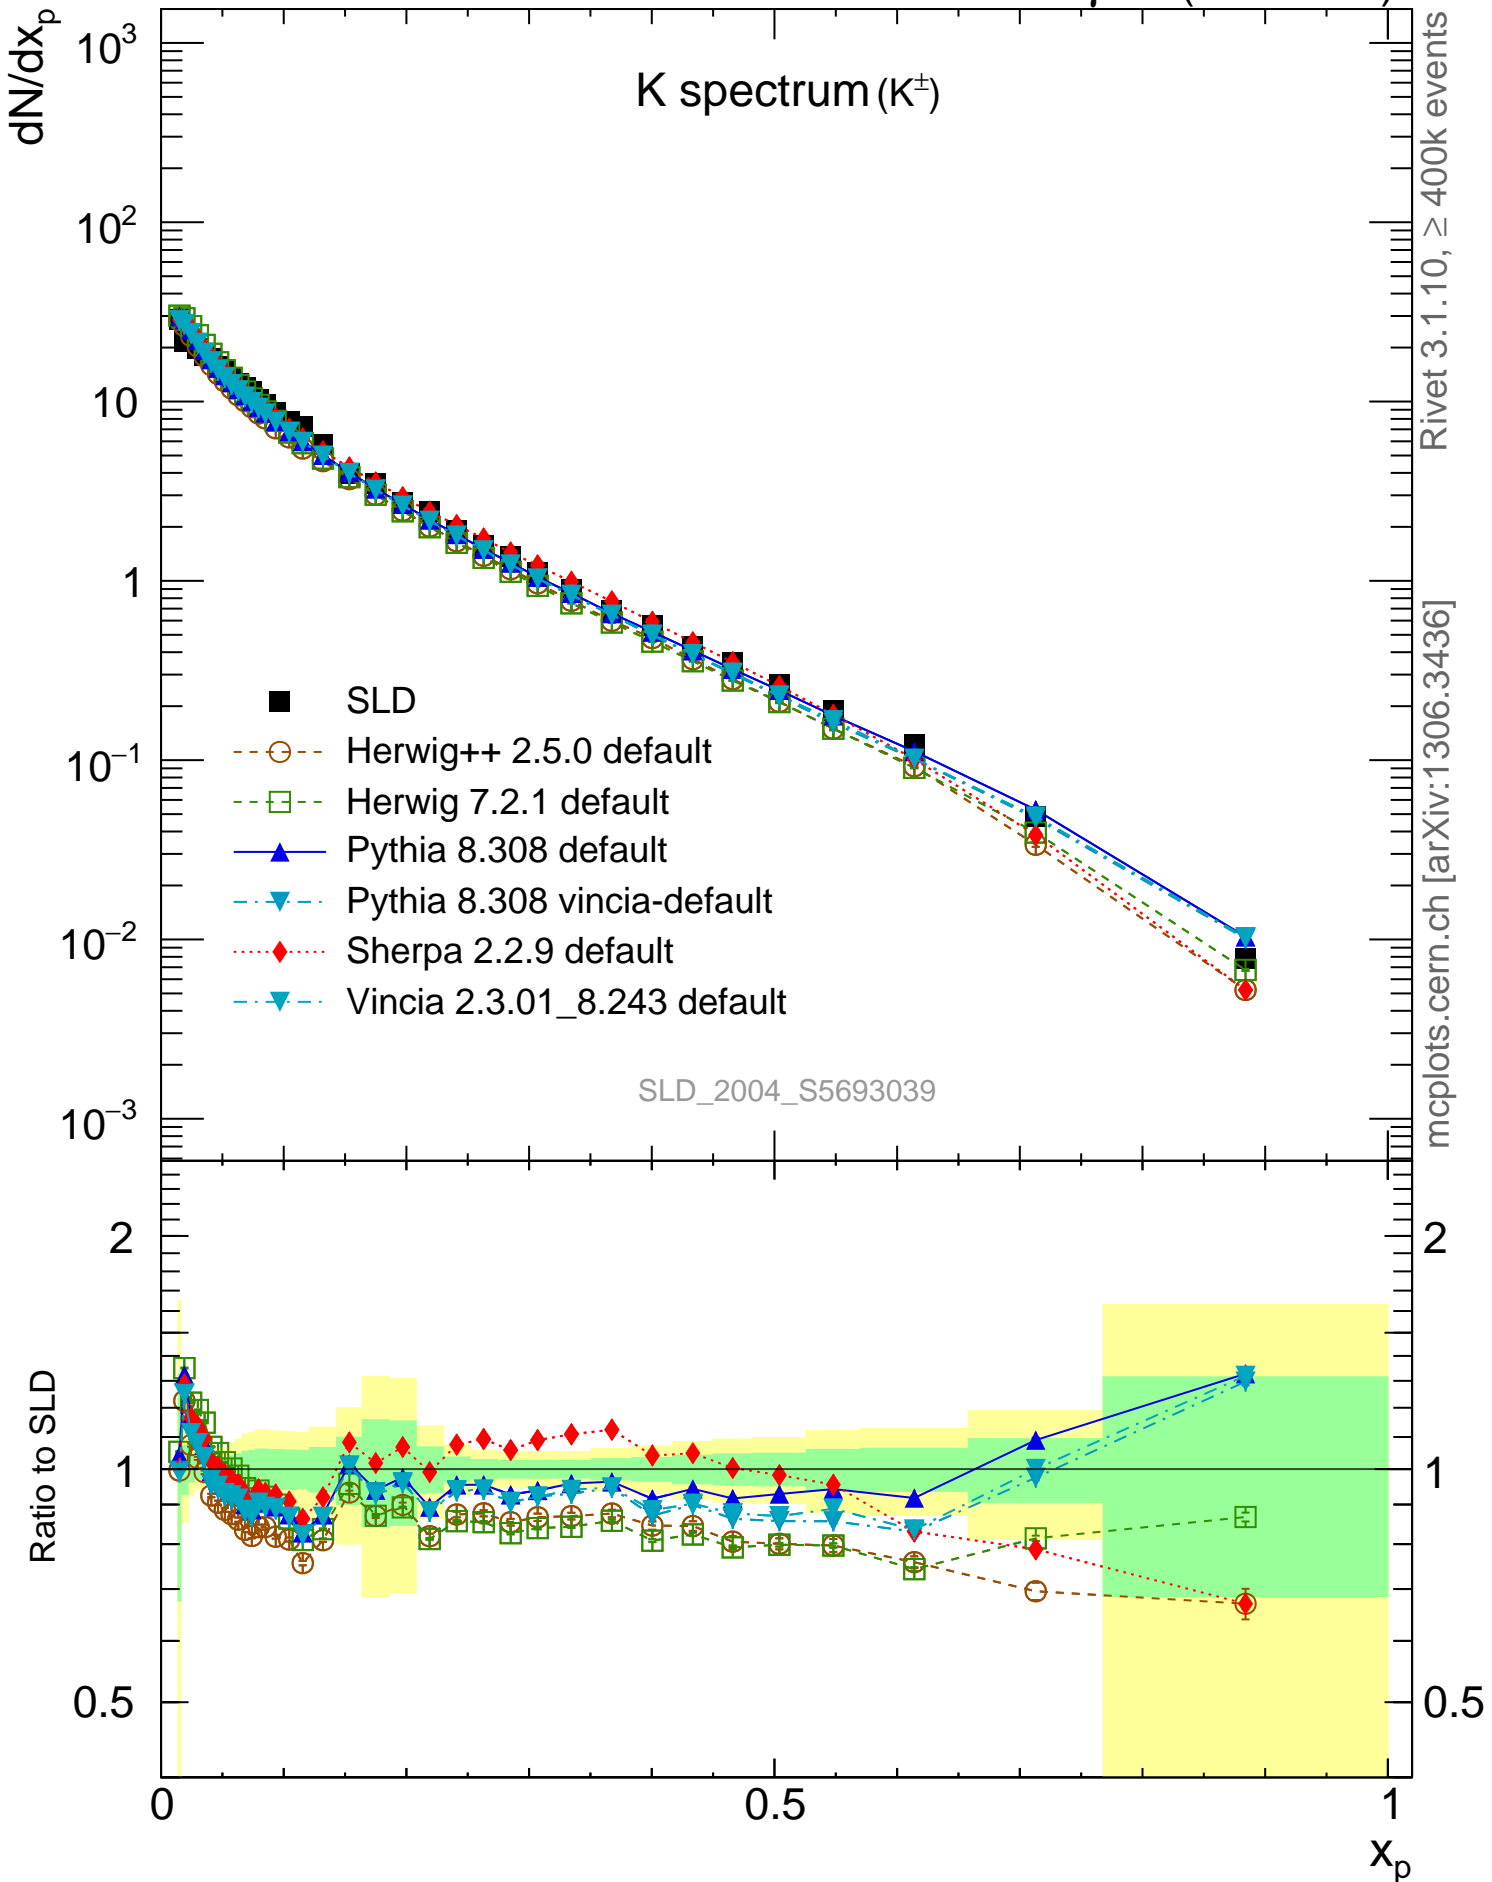 dN/dx_p
10^3
10^2
10
1
10^−1
10^−2
10^−3
K spectrum (K^±)
SLD
Herwig++ 2.5.0 default
Herwig 7.2.1 default
Pythia 8.308 default
Pythia 8.308 vincia-default
Sherpa 2.2.9 default
Vincia 2.3.01_8.243 default
SLD_2004_S5693039
Rivet 3.1.10, ≥ 400k events
mcplots.cern.ch [arXiv:1306.3436]
Ratio to SLD
2
1
0.5
2
1
0.5
0
0.5
1
x_p